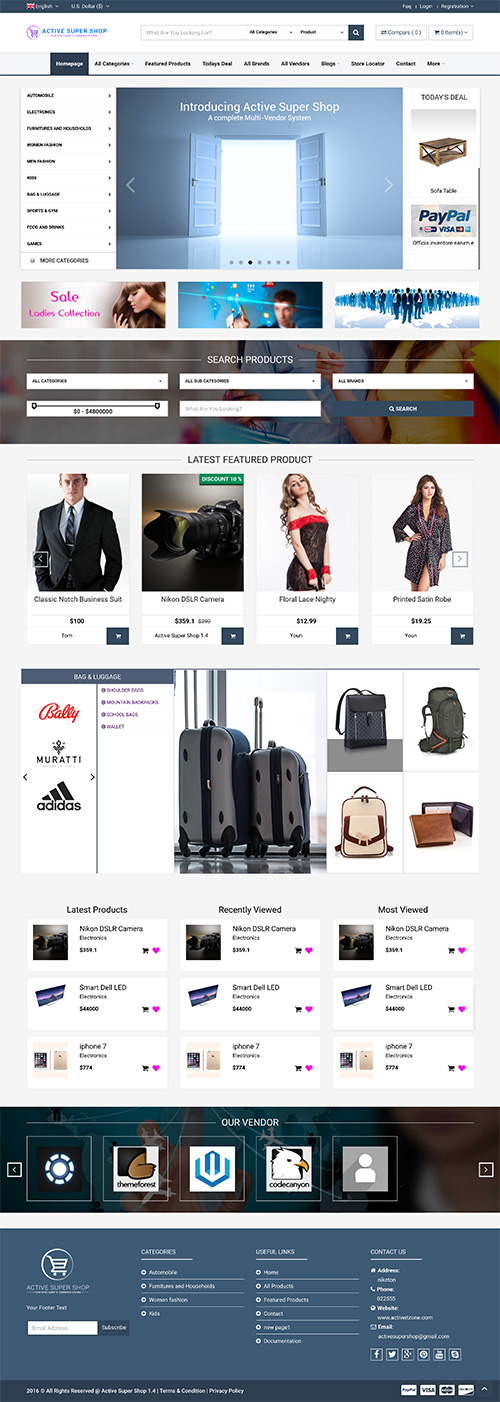 English U.S. Dollar ($) Faq Login Registration
ACTIVE SUPER SHOP What Are You Looking For? All Categories Product Compare ( 0 ) 0 Item(s)
Homepage All Categories Featured Products Todays Deal All Brands All Vendors Blogs Store Locator Contact More
AUTOMOBILE
ELECTRONICS
FURNITURES AND HOUSEHOLDS
WOMEN FASHION
MEN FASHION
KIDS
BAG & LUGGAGE
SPORTS & GYM
FOOD AND DRINKS
GAMES
MORE CATEGORIES
Introducing Active Super Shop
A complete Multi-Vendor System
TODAY'S DEAL
Sofa Table
PayPal
VISA
Officia inventore earum e
Sale
Ladies Collection
SEARCH PRODUCTS
ALL CATEGORIES ALL SUB CATEGORIES ALL BRANDS
$0 - $4800000 What Are You Looking? SEARCH
LATEST FEATURED PRODUCT
DISCOUNT 10 %
Classic Notch Business Suit Nikon DSLR Camera Floral Lace Nighty Printed Satin Robe
$100 $359.1 $399 $12.99 $19.25
Tom Active Super Shop 1.4 Youn Youn
BAG & LUGGAGE
SHOULDER BAGS
MOUNTAIN BACKPACKS
SCHOOL BAGS
WALLET
Bally
MURATTI
adidas
Latest Products Recently Viewed Most Viewed
Nikon DSLR Camera Nikon DSLR Camera Nikon DSLR Camera
Electronics Electronics Electronics
$359.1 $359.1 $359.1
Smart Dell LED Smart Dell LED Smart Dell LED
Electronics Electronics Electronics
$44000 $44000 $44000
iphone 7 iphone 7 iphone 7
Electronics Electronics Electronics
$774 $774 $774
OUR VENDOR
themeforest codecanyon
ACTIVE SUPER SHOP
Your Footer Text
Email Address Subscribe
CATEGORIES
Automobile
Furnitures and Households
Women fashion
Kids
USEFUL LINKS
Home
All Products
Featured Products
Contact
new page1
Documentation
CONTACT US
Address:
niketon
Phone:
022555
Website:
www.activeitzone.com
Email:
activesupershop@gmail.com
2016 © All Rights Reserved @ Active Super Shop 1.4 | Terms & Condition | Privacy Policy PayPal VISA